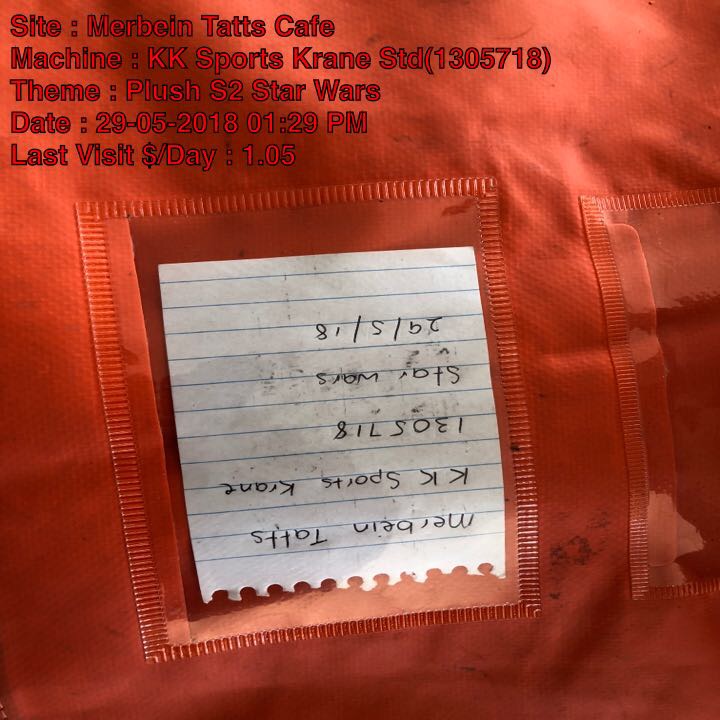 Site : Merbein Tatts Cafe
Machine : KK Sports Krane Std(1305718)
Theme : Plush S2 Star Wars
Date : 29-05-2018 01:29 PM
Last Visit $/Day : 1.05
Merbein Tatts
KK Sports Krane
1305718
Star wars
29/5/18